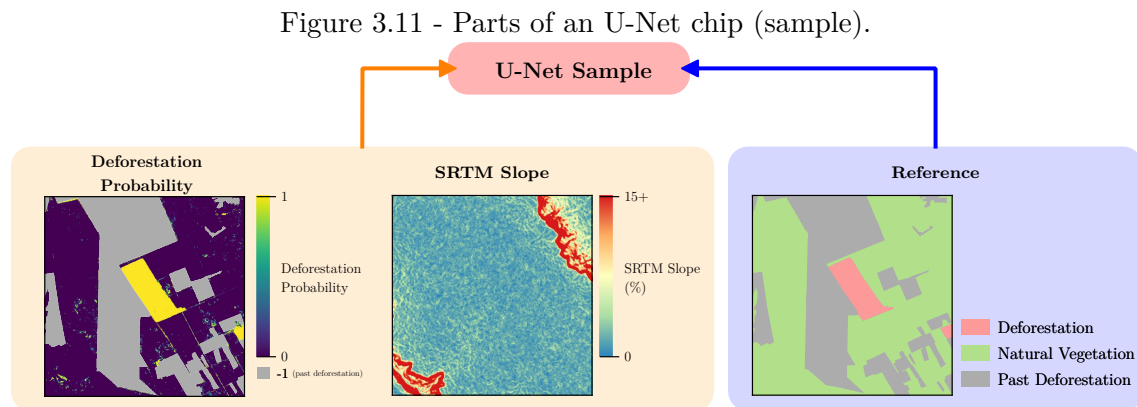 Figure 3.11 - Parts of an U-Net chip (sample).
U-Net Sample
Deforestation
Probability
1
Deforestation
Probability
0
-1 (past deforestation)
SRTM Slope
15+
SRTM Slope
(%)
0
Reference
Deforestation
Natural Vegetation
Past Deforestation